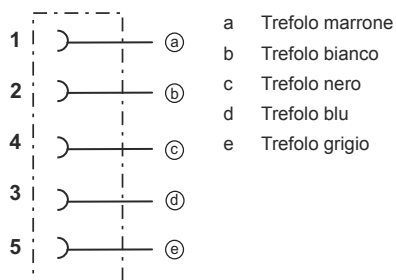 1 a
2 b
4 c
3 d
5 e
a Trefolo marrone
b Trefolo bianco
c Trefolo nero
d Trefolo blu
e Trefolo grigio